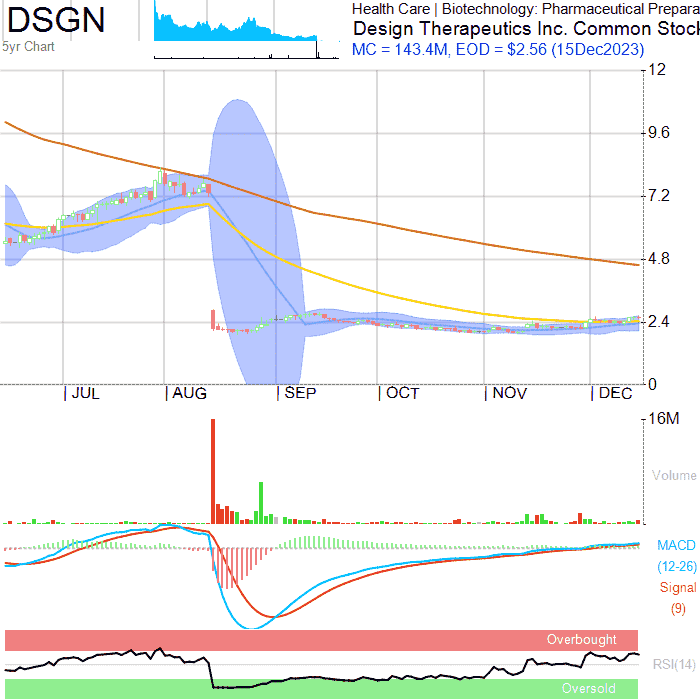 DSGN
5yr Chart
Health Care | Biotechnology: Pharmaceutical Prepara
Design Therapeutics Inc. Common Stock
MC = 143.4M, EOD = $2.56 (15Dec2023)
12
9.6
7.2
4.8
2.4
0
JUL AUG SEP OCT NOV DEC
16M
Volume
MACD
(12-26)
Signal
(9)
Overbought
RSI(14)
Oversold